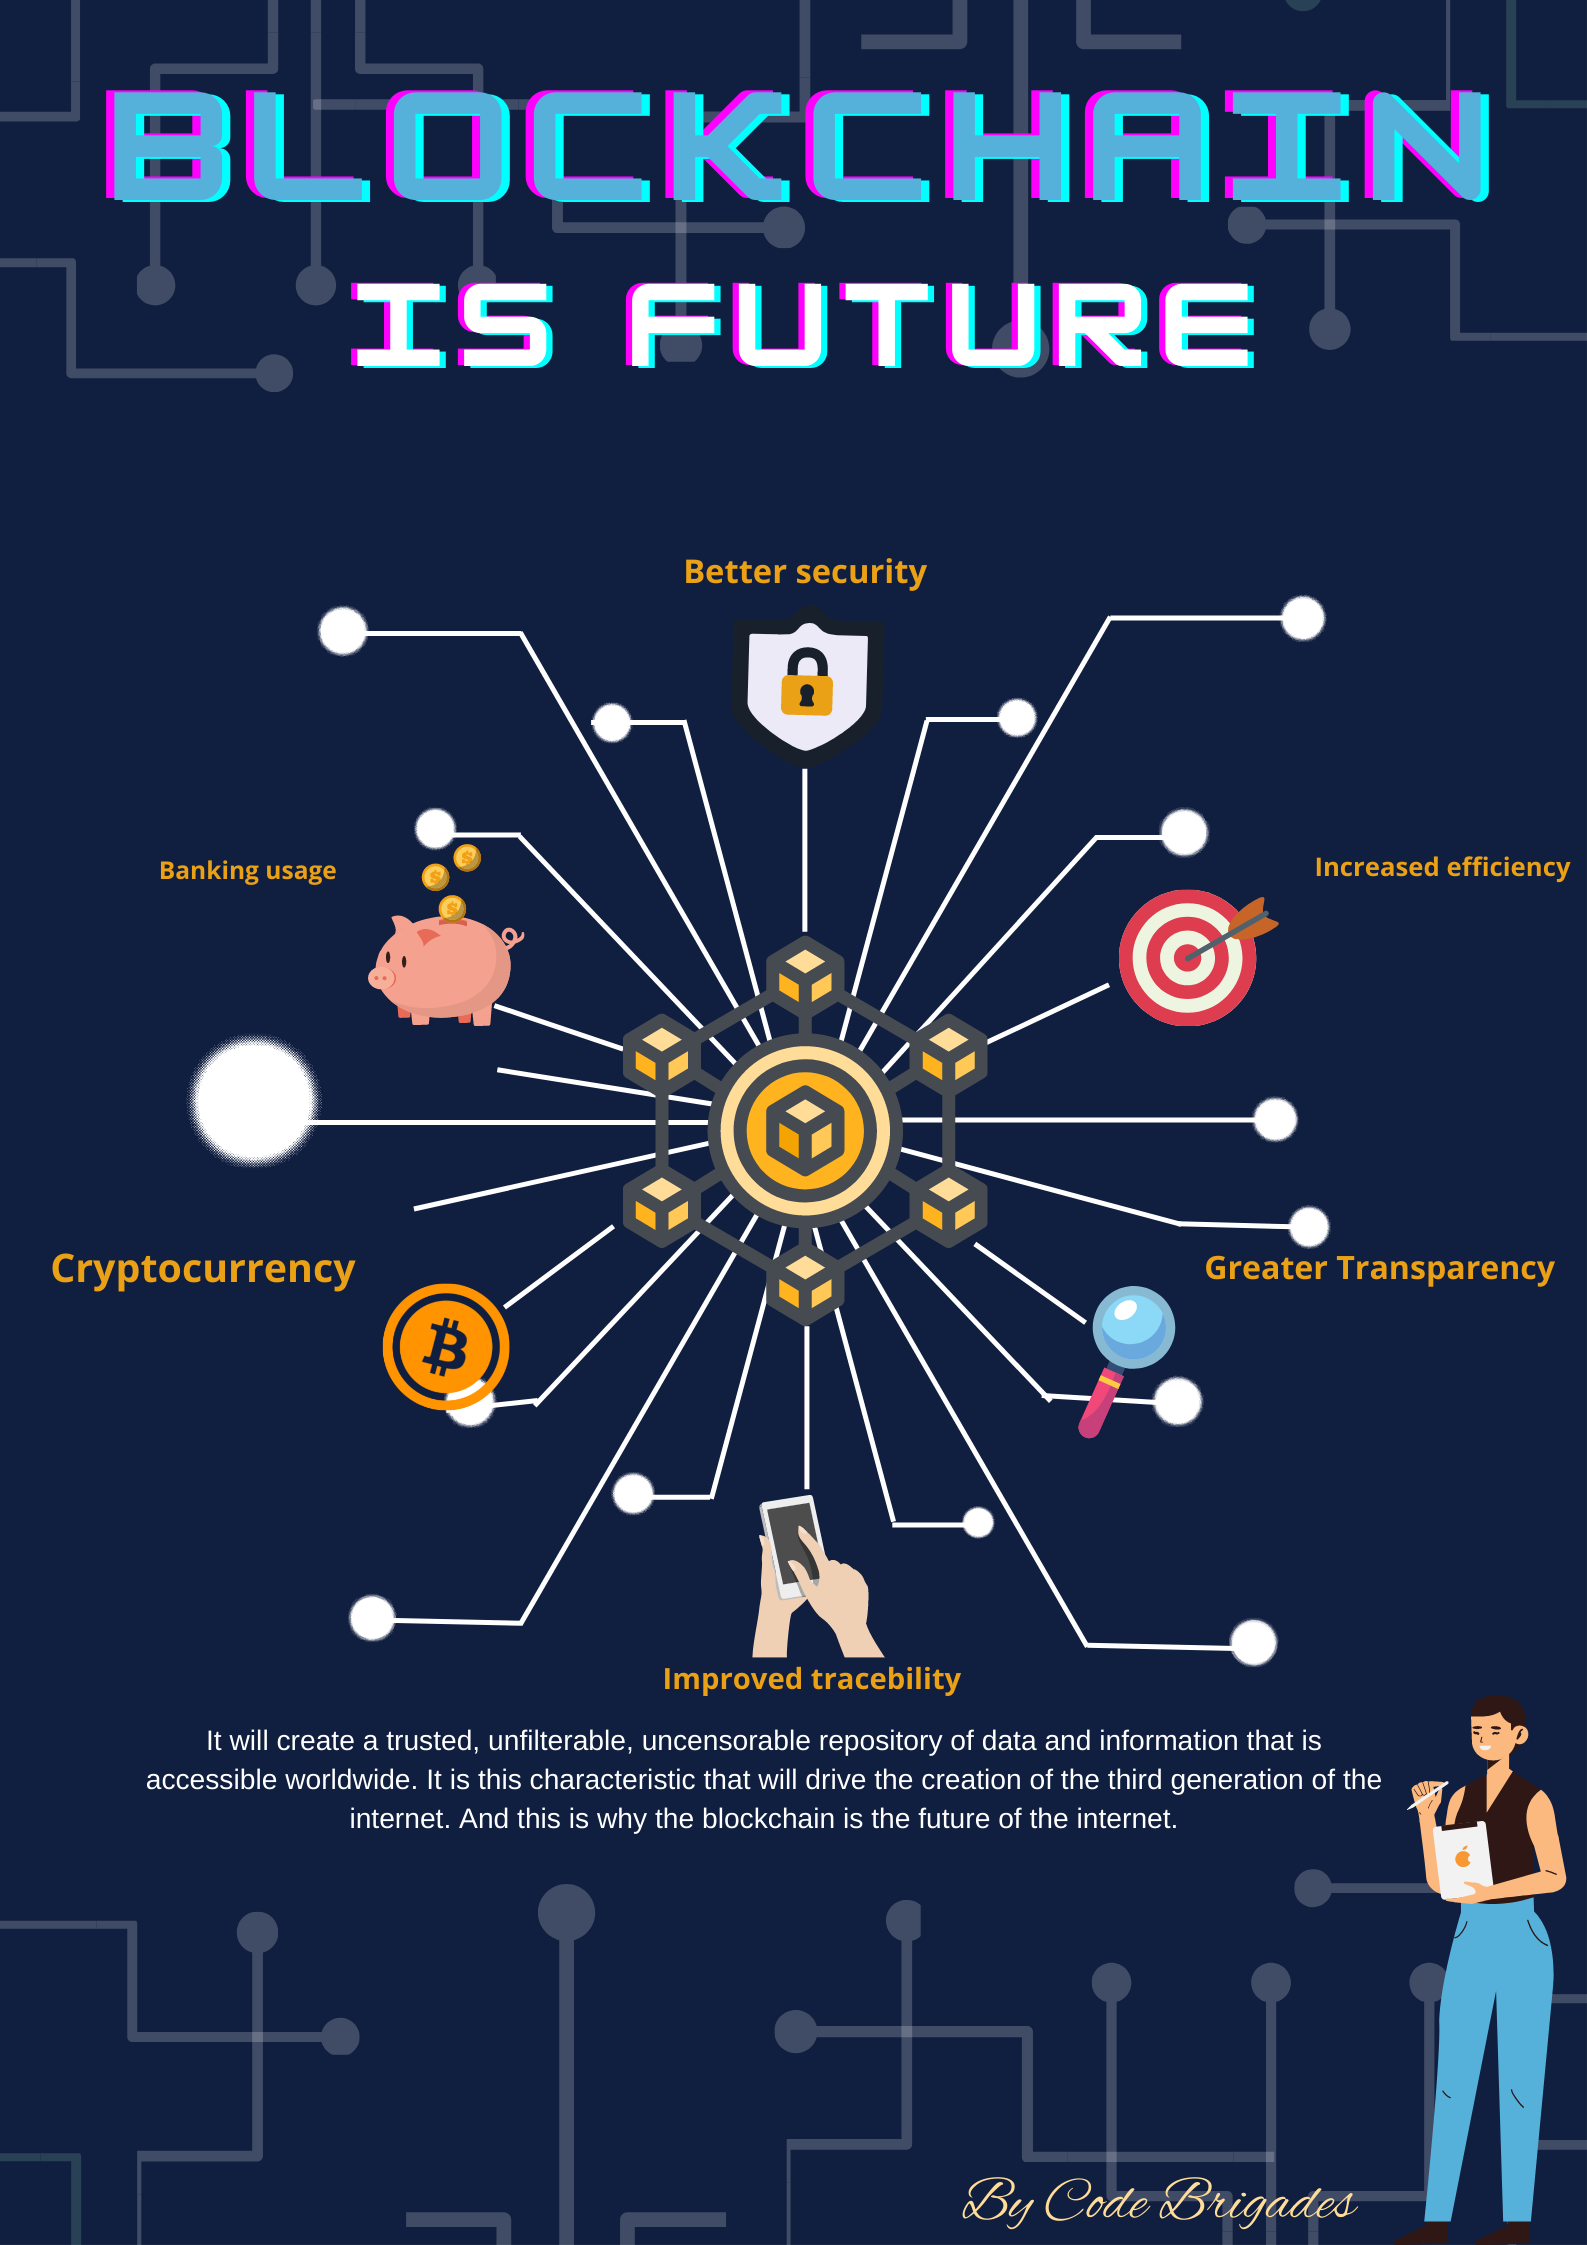 BLOCKCHAIN
IS FUTURE
Better security
Banking usage
Increased efficiency
Cryptocurrency
Greater Transparency
Improved tracebility
It will create a trusted, unfilterable, uncensorable repository of data and information that is
accessible worldwide. It is this characteristic that will drive the creation of the third generation of the
internet. And this is why the blockchain is the future of the internet.
By Code Brigades